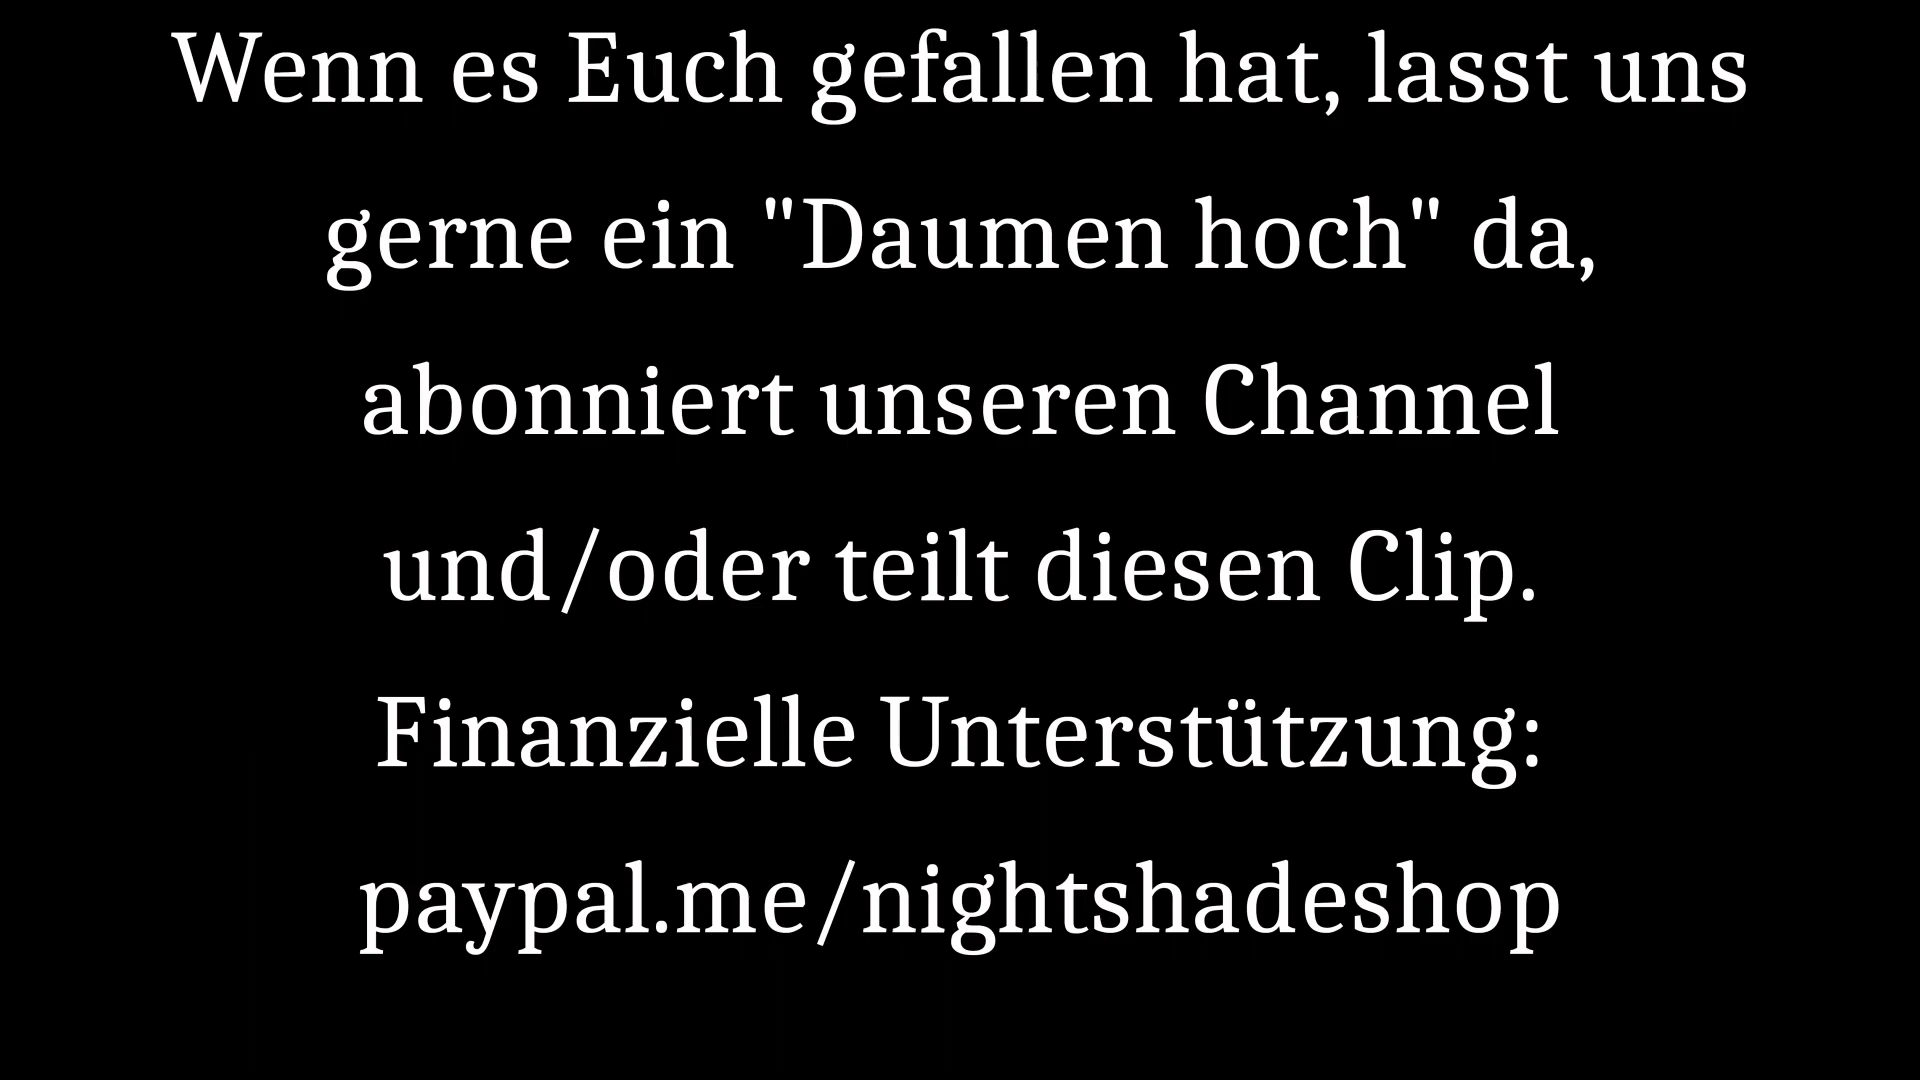 Wenn es Euch gefallen hat, lasst uns
gerne ein "Daumen hoch" da,
abonniert unseren Channel
und/oder teilt diesen Clip.
Finanzielle Unterstützung:
paypal.me/nightshadeshop